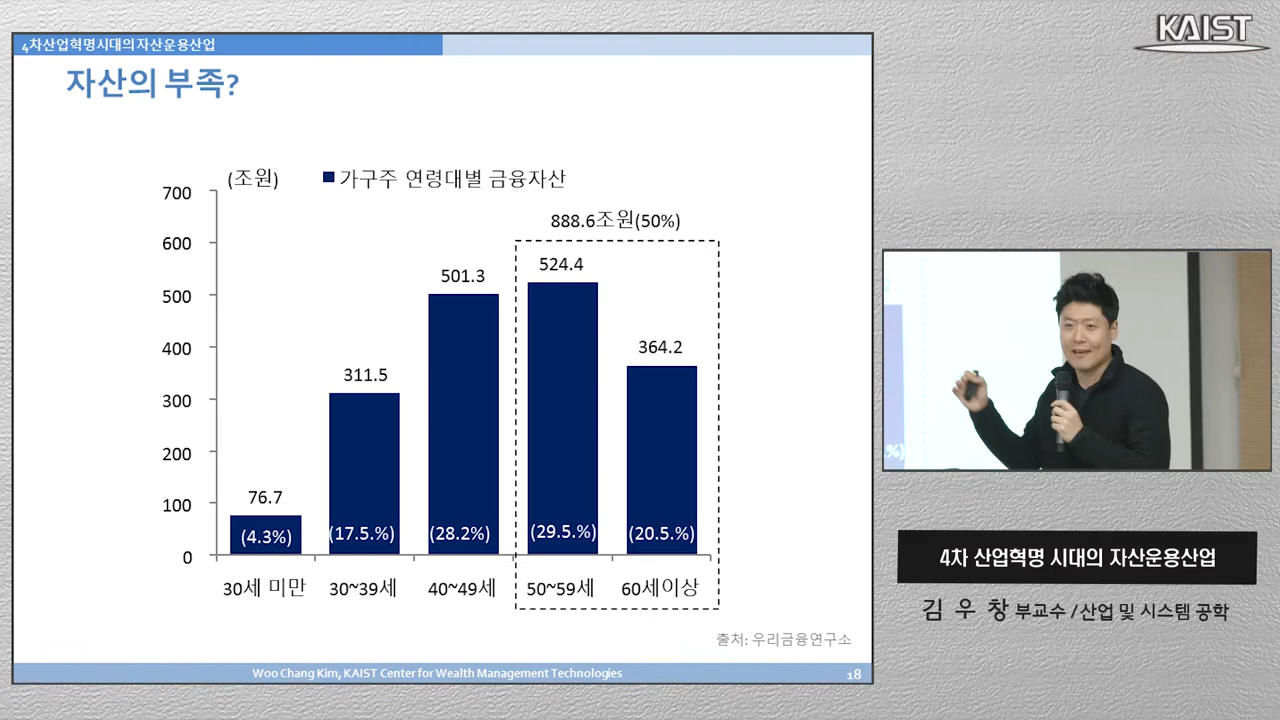 KAIST
4차산업혁명시대의자산운용산업
자산의 부족?
(조원)
가구주 연령대별 금융자산
700
600
500
400
300
200
100
0
888.6조원(50%)
76.7
311.5
501.3
524.4
364.2
(4.3%)
(17.5.%)
(28.2%)
(29.5.%)
(20.5.%)
30세 미만
30~39세
40~49세
50~59세
60세이상
출처: 우리금융연구소
Woo Chang Kim, KAIST Center for Wealth Management Technologies
18
%)
4차 산업혁명 시대의 자산운용산업
김 우 창 부교수 / 산업 및 시스템 공학